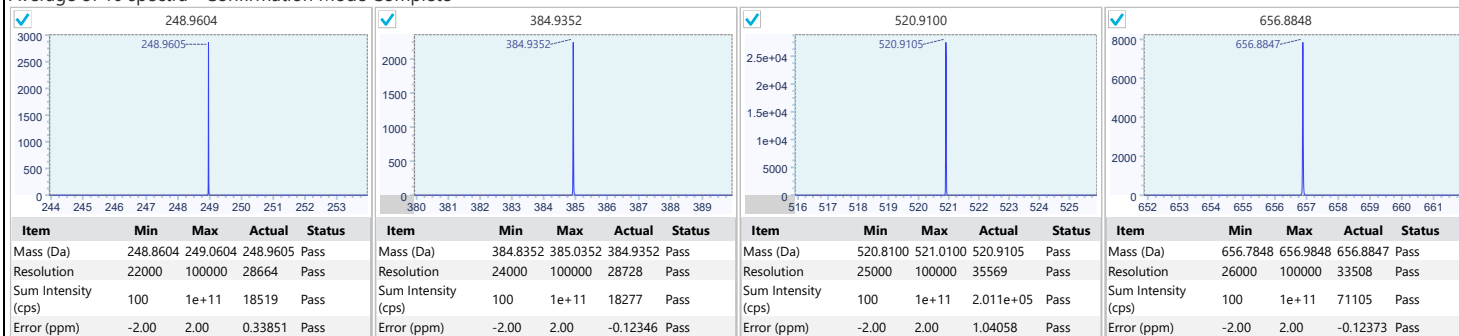 248.9604
3000
2500
2000
1500
1000
500
0
248.9605
244 245 246 247 248 249 250 251 252 253
Item Min Max Actual Status
Mass (Da) 248.8604 249.0604 248.9605 Pass
Resolution 22000 100000 28664 Pass
Sum Intensity (cps) 100 1e+11 18519 Pass
Error (ppm) -2.00 2.00 0.33851 Pass
384.9352
2000
1500
1000
500
0
384.9352
380 381 382 383 384 385 386 387 388 389
Item Min Max Actual Status
Mass (Da) 384.8352 385.0352 384.9352 Pass
Resolution 24000 100000 28728 Pass
Sum Intensity (cps) 100 1e+11 18277 Pass
Error (ppm) -2.00 2.00 -0.12346 Pass
520.9100
2.5e+04
2e+04
1.5e+04
1e+04
5000
0
520.9105
516 517 518 519 520 521 522 523 524 525
Item Min Max Actual Status
Mass (Da) 520.8100 521.0100 520.9105 Pass
Resolution 25000 100000 35569 Pass
Sum Intensity (cps) 100 1e+11 2.011e+05 Pass
Error (ppm) -2.00 2.00 1.04058 Pass
656.8848
8000
6000
4000
2000
0
656.8847
652 653 654 655 656 657 658 659 660 661
Item Min Max Actual Status
Mass (Da) 656.7848 656.9848 656.8847 Pass
Resolution 26000 100000 33508 Pass
Sum Intensity (cps) 100 1e+11 71105 Pass
Error (ppm) -2.00 2.00 -0.12373 Pass